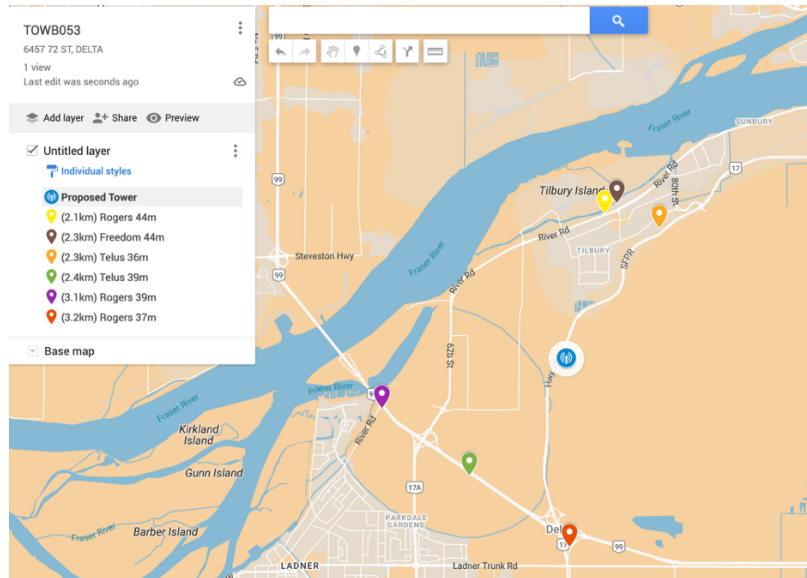 TOWB053
6457 72 ST, DELTA
1 view
Last edit was seconds ago
Add layer
Share
Preview
Untitled layer
Individual styles
Proposed Tower
(2.1km) Rogers 44m
(2.3km) Freedom 44m
(2.3km) Telus 36m
(2.4km) Telus 39m
(3.1km) Rogers 39m
(3.2km) Rogers 37m
Base map
99
Fraser River
SUNBURY
17
River Rd
80th St.
Tilbury Island
River Rd
TILBURY
SFPR
Steveston Hwy
99
Fraser River
River Rd
62b St
Hwy
River Rd
Fraser River
Kirkland
Island
Gunn Island
Fraser River
Barber Island
17A
PARKDALE
GARDENS
17
99
LADNER
Ladner Trunk Rd